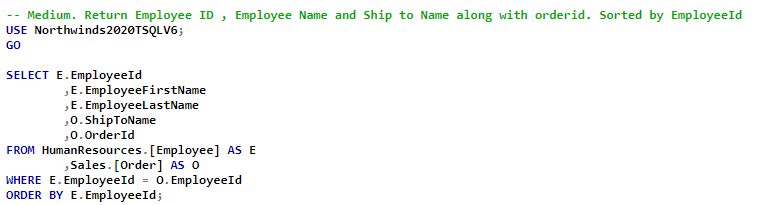 -- Medium. Return Employee ID , Employee Name and Ship to Name along with orderid. Sorted by EmployeeId
USE Northwinds2020TSQLV6;
GO
SELECT E.EmployeeId
,E.EmployeeFirstName
,E.EmployeeLastName
,O.ShipToName
,O.OrderId
FROM HumanResources.[Employee] AS E
,Sales.[Order] AS O
WHERE E.EmployeeId = O.EmployeeId
ORDER BY E.EmployeeId;